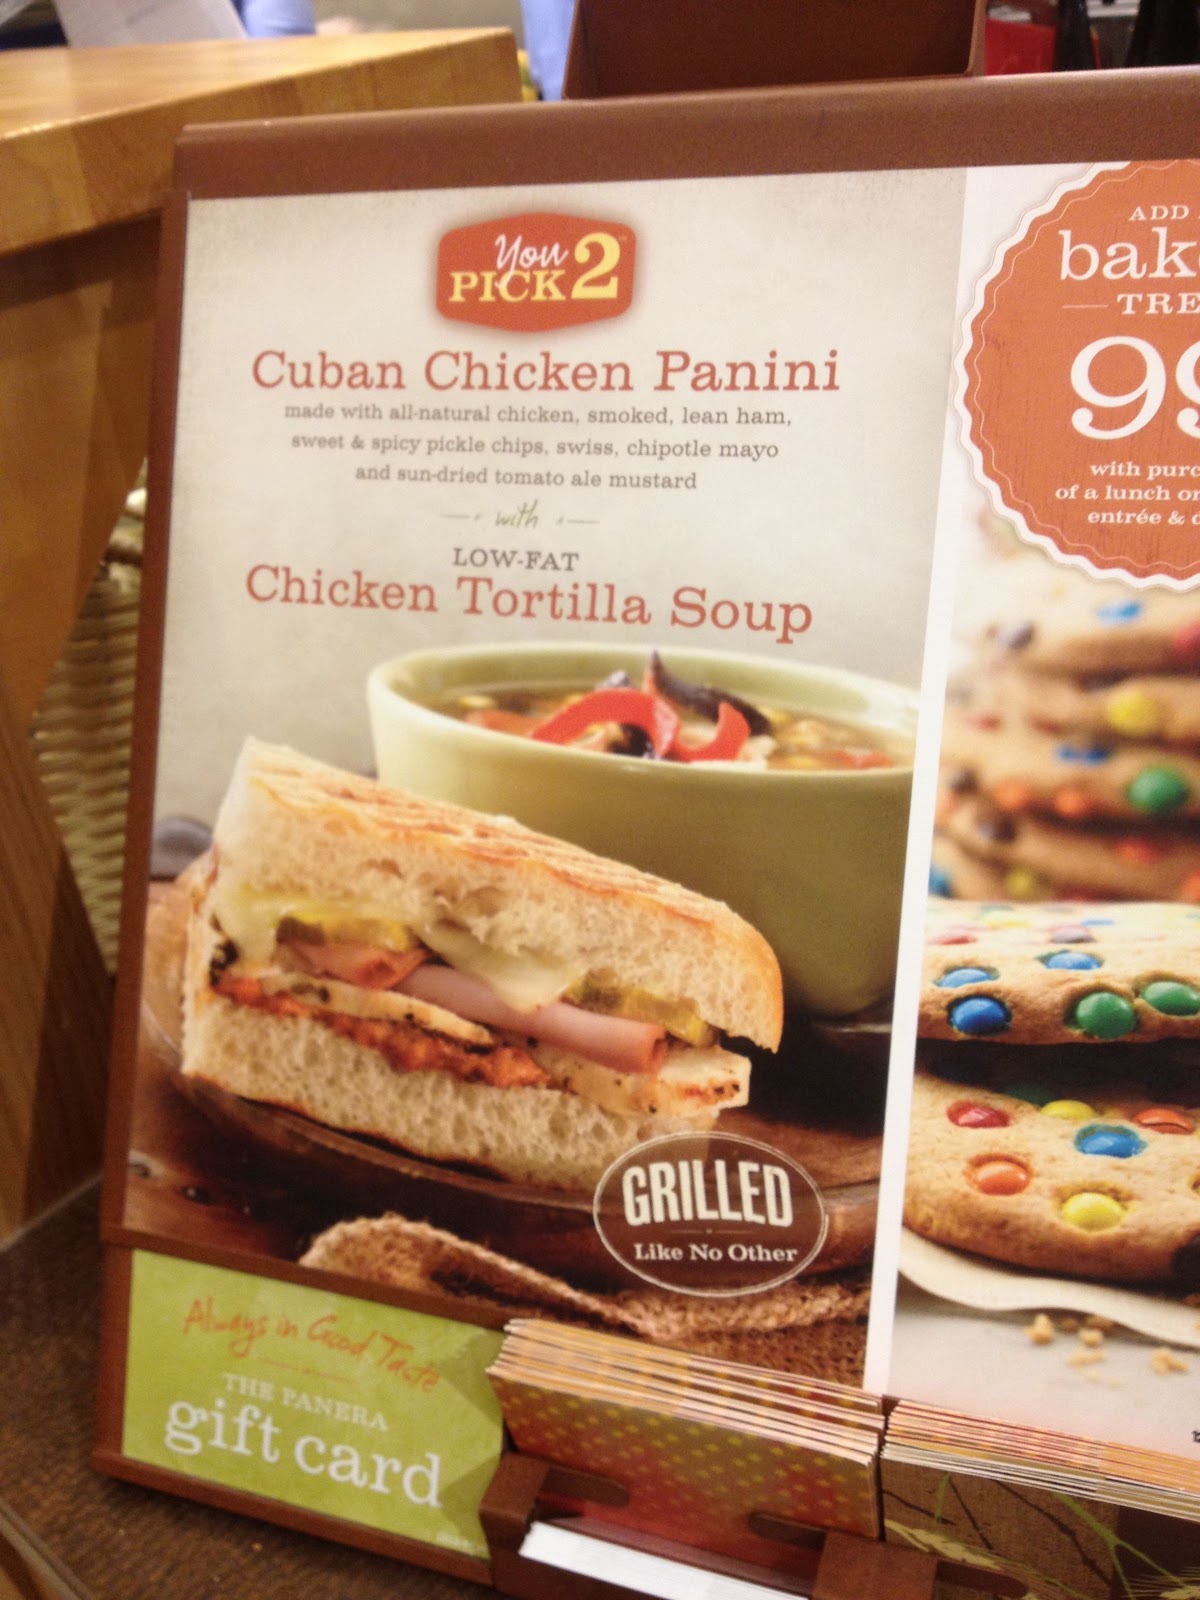 You
PICK 2
Cuban Chicken Panini
made with all-natural chicken, smoked, lean ham,
sweet & spicy pickle chips, swiss, chipotle mayo
and sun-dried tomato ale mustard
with
LOW-FAT
Chicken Tortilla Soup
GRILLED
Like No Other
ADD
bak
TRE
99
with purc
of a lunch or
entrée & d
Always in Good Taste
THE PANERA
gift card